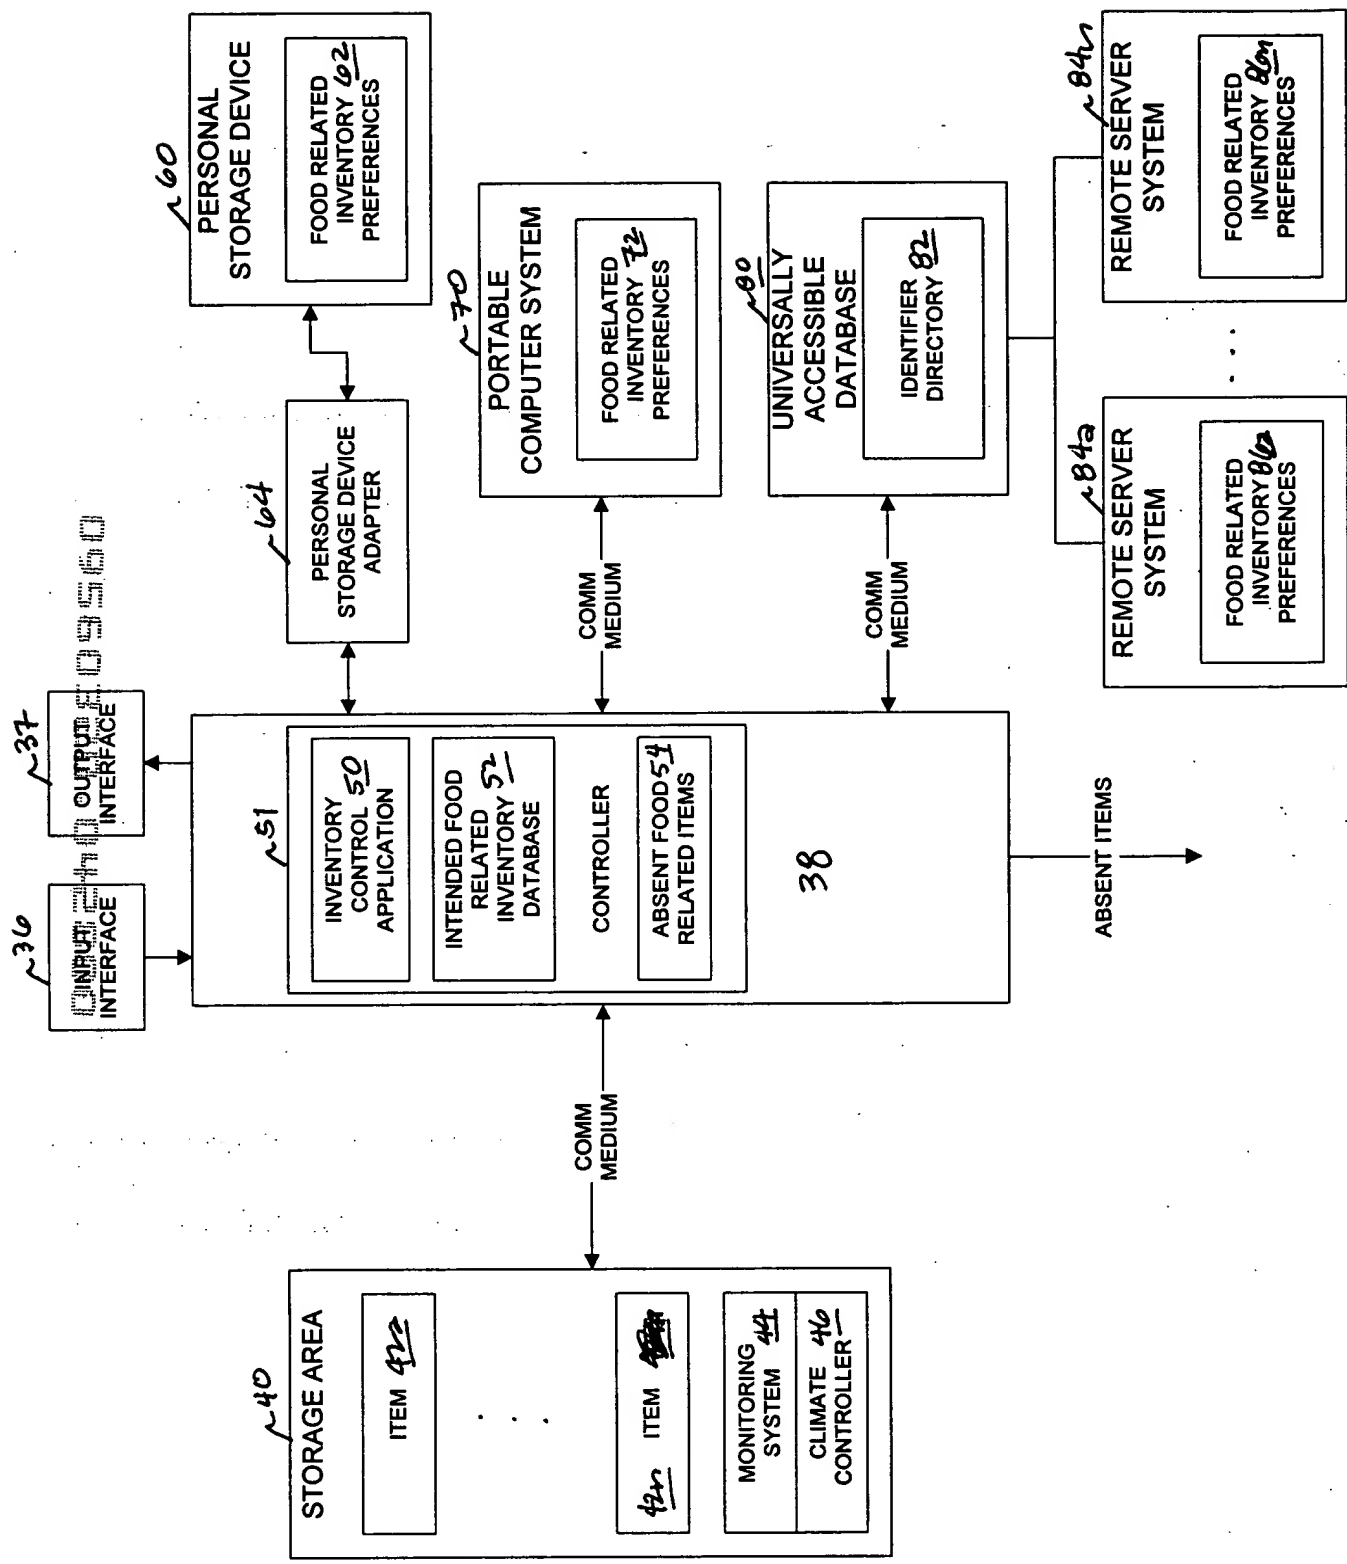 ~40
STORAGE AREA
ITEM 42a
. . .
42n ITEM
MONITORING
SYSTEM 44
CLIMATE 46
CONTROLLER
COMM
MEDIUM
~36
INPUT
INTERFACE
~37
OUTPUT
INTERFACE
~51
INVENTORY
CONTROL 50
APPLICATION
INTENDED FOOD
RELATED
INVENTORY 52
DATABASE
CONTROLLER
ABSENT FOOD 54
RELATED ITEMS
38
ABSENT ITEMS
~64
PERSONAL
STORAGE DEVICE
ADAPTER
~60
PERSONAL
STORAGE DEVICE
FOOD RELATED
INVENTORY 62
PREFERENCES
COMM
MEDIUM
~70
PORTABLE
COMPUTER SYSTEM
FOOD RELATED
INVENTORY 72
PREFERENCES
COMM
MEDIUM
~80
UNIVERSALLY
ACCESSIBLE
DATABASE
IDENTIFIER
DIRECTORY 82
~84a
REMOTE SERVER
SYSTEM
FOOD RELATED
INVENTORY 86a
PREFERENCES
. . .
~84n
REMOTE SERVER
SYSTEM
FOOD RELATED
INVENTORY 86n
PREFERENCES